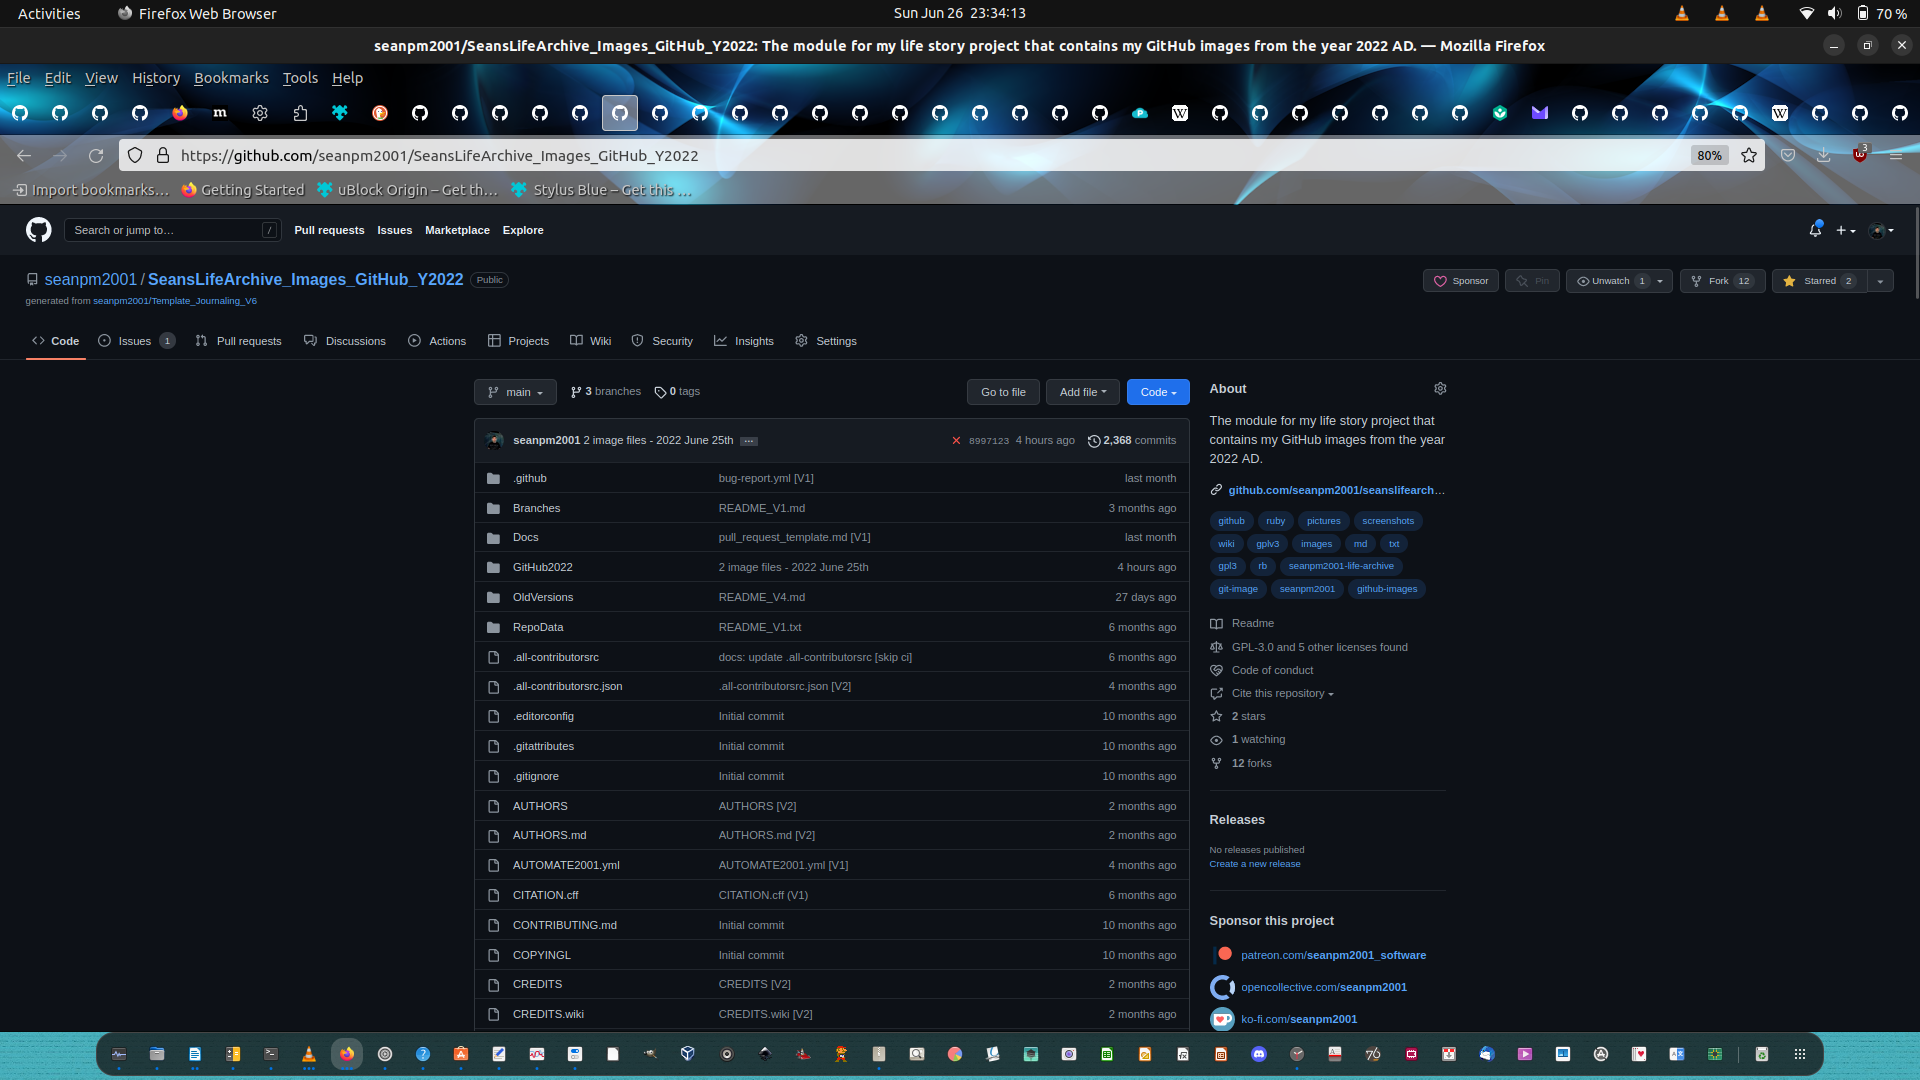 Activities Firefox Web Browser Sun Jun 26 23:34:13 70 %
seanpm2001/SeansLifeArchive_Images_GitHub_Y2022: The module for my life story project that contains my GitHub images from the year 2022 AD. — Mozilla Firefox
File Edit View History Bookmarks Tools Help
https://github.com/seanpm2001/SeansLifeArchive_Images_GitHub_Y2022 80% 3
Import bookmarks… Getting Started uBlock Origin – Get th… Stylus Blue – Get this …
Search or jump to… / Pull requests Issues Marketplace Explore
seanpm2001 / SeansLifeArchive_Images_GitHub_Y2022 Public Sponsor Pin Unwatch 1 Fork 12 Starred 2
generated from seanpm2001/Template_Journaling_V6
Code Issues 1 Pull requests Discussions Actions Projects Wiki Security Insights Settings
main 3 branches 0 tags Go to file Add file Code
seanpm2001 2 image files - 2022 June 25th 8997123 4 hours ago 2,368 commits
.github bug-report.yml [V1] last month
Branches README_V1.md 3 months ago
Docs pull_request_template.md [V1] last month
GitHub2022 2 image files - 2022 June 25th 4 hours ago
OldVersions README_V4.md 27 days ago
RepoData README_V1.txt 6 months ago
.all-contributorsrc docs: update .all-contributorsrc [skip ci] 6 months ago
.all-contributorsrc.json .all-contributorsrc.json [V2] 4 months ago
.editorconfig Initial commit 10 months ago
.gitattributes Initial commit 10 months ago
.gitignore Initial commit 10 months ago
AUTHORS AUTHORS [V2] 2 months ago
AUTHORS.md AUTHORS.md [V2] 2 months ago
AUTOMATE2001.yml AUTOMATE2001.yml [V1] 4 months ago
CITATION.cff CITATION.cff (V1) 6 months ago
CONTRIBUTING.md Initial commit 10 months ago
COPYINGL Initial commit 10 months ago
CREDITS CREDITS [V2] 2 months ago
CREDITS.wiki CREDITS.wiki [V2] 2 months ago
About
The module for my life story project that
contains my GitHub images from the year
2022 AD.
github.com/seanpm2001/seanslifearch…
github ruby pictures screenshots
wiki gplv3 images md txt
gpl3 rb seanpm2001-life-archive
git-image seanpm2001 github-images
Readme
GPL-3.0 and 5 other licenses found
Code of conduct
Cite this repository
2 stars
1 watching
12 forks
Releases
No releases published
Create a new release
Sponsor this project
patreon.com/seanpm2001_software
opencollective.com/seanpm2001
ko-fi.com/seanpm2001